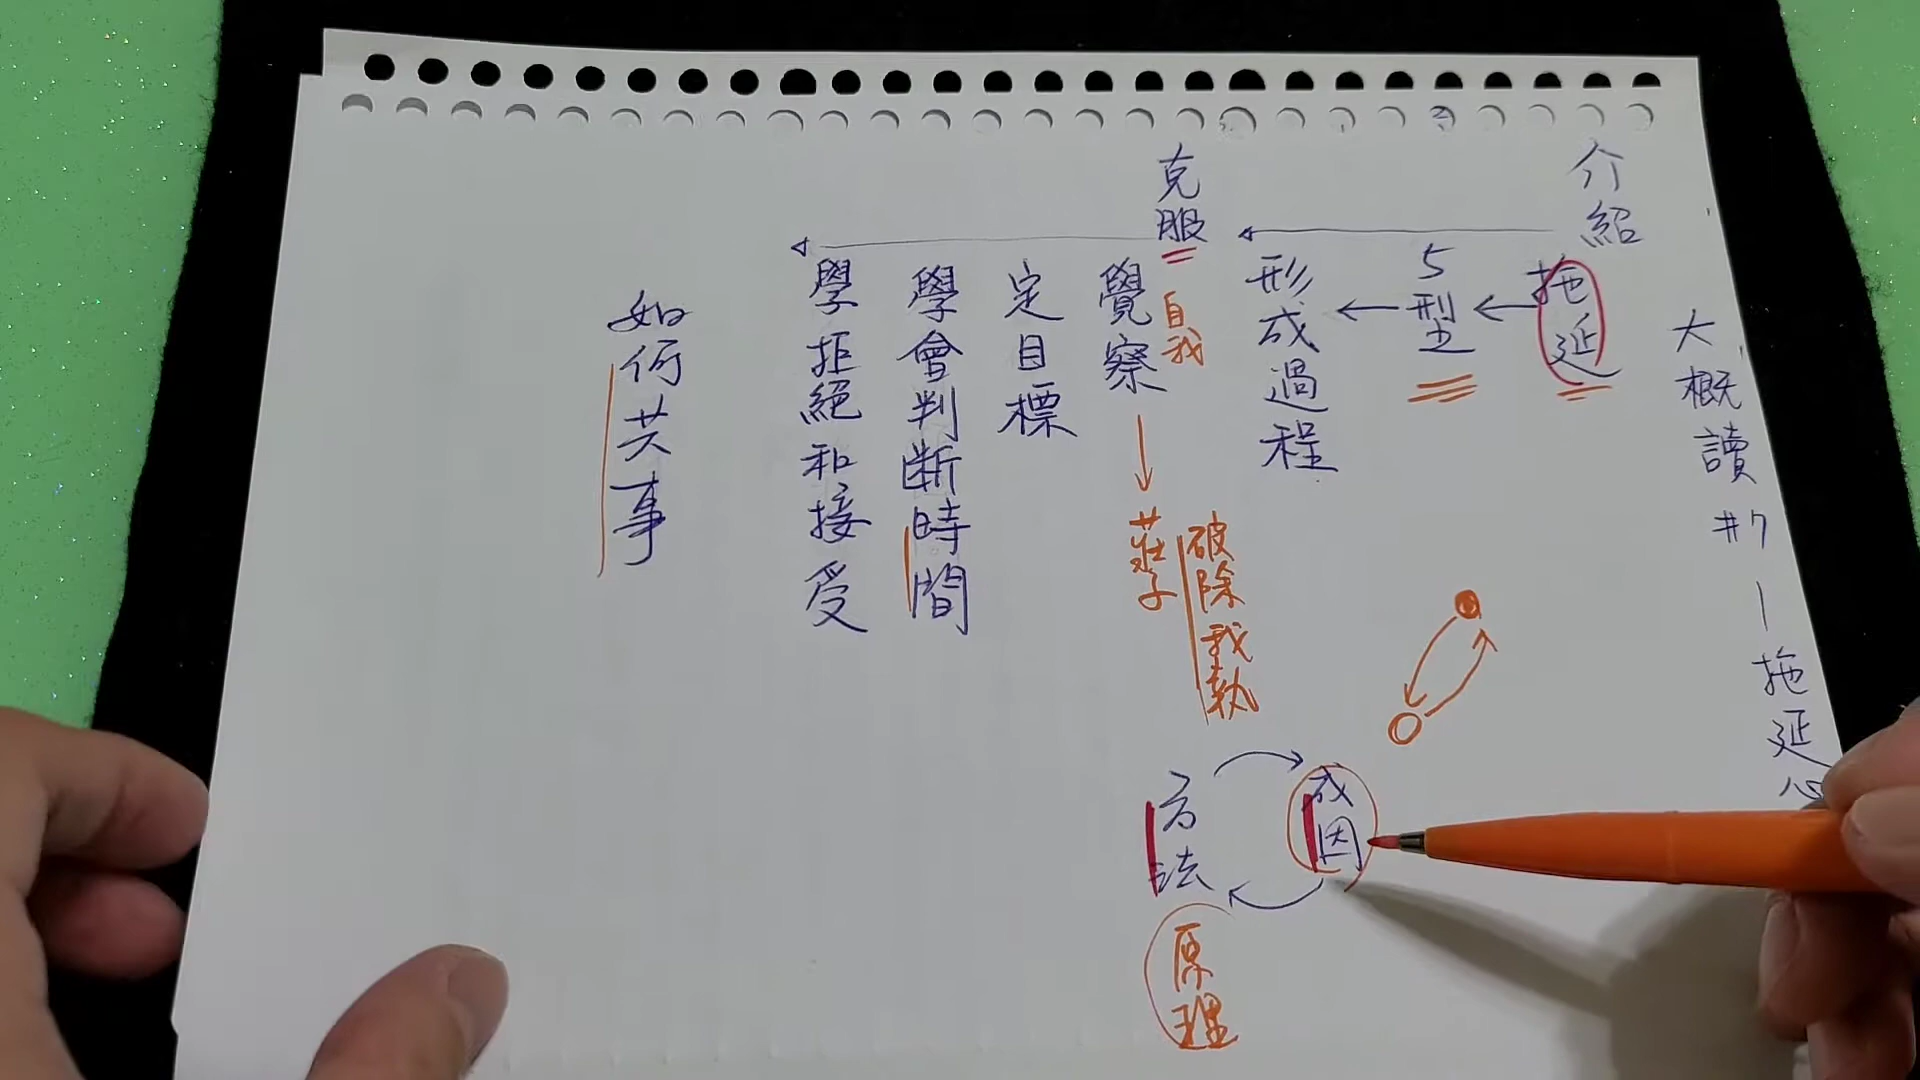 大概讀 #7 — 拖延心
介紹
拖延
5型
形成過程
克服
自我
覺察
破除我執
莊子
定目標
學會判斷時間
學拒絕和接受
如何共事
成因
方法
原理